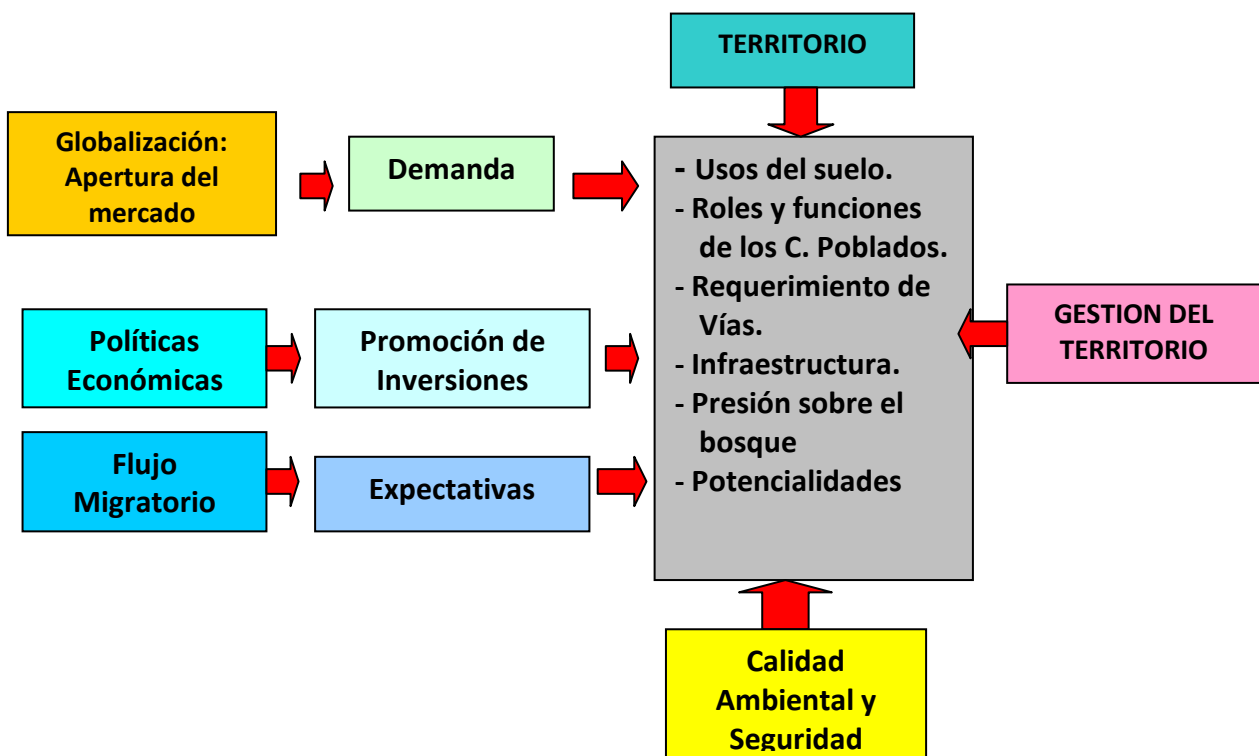 TERRITORIO
Globalización:
Apertura del
mercado
Demanda
- Usos del suelo.
- Roles y funciones
de los C. Poblados.
- Requerimiento de
Vías.
- Infraestructura.
- Presión sobre el
bosque
- Potencialidades
GESTION DEL
TERRITORIO
Políticas
Económicas
Promoción de
Inversiones
Flujo
Migratorio
Expectativas
Calidad
Ambiental y
Seguridad